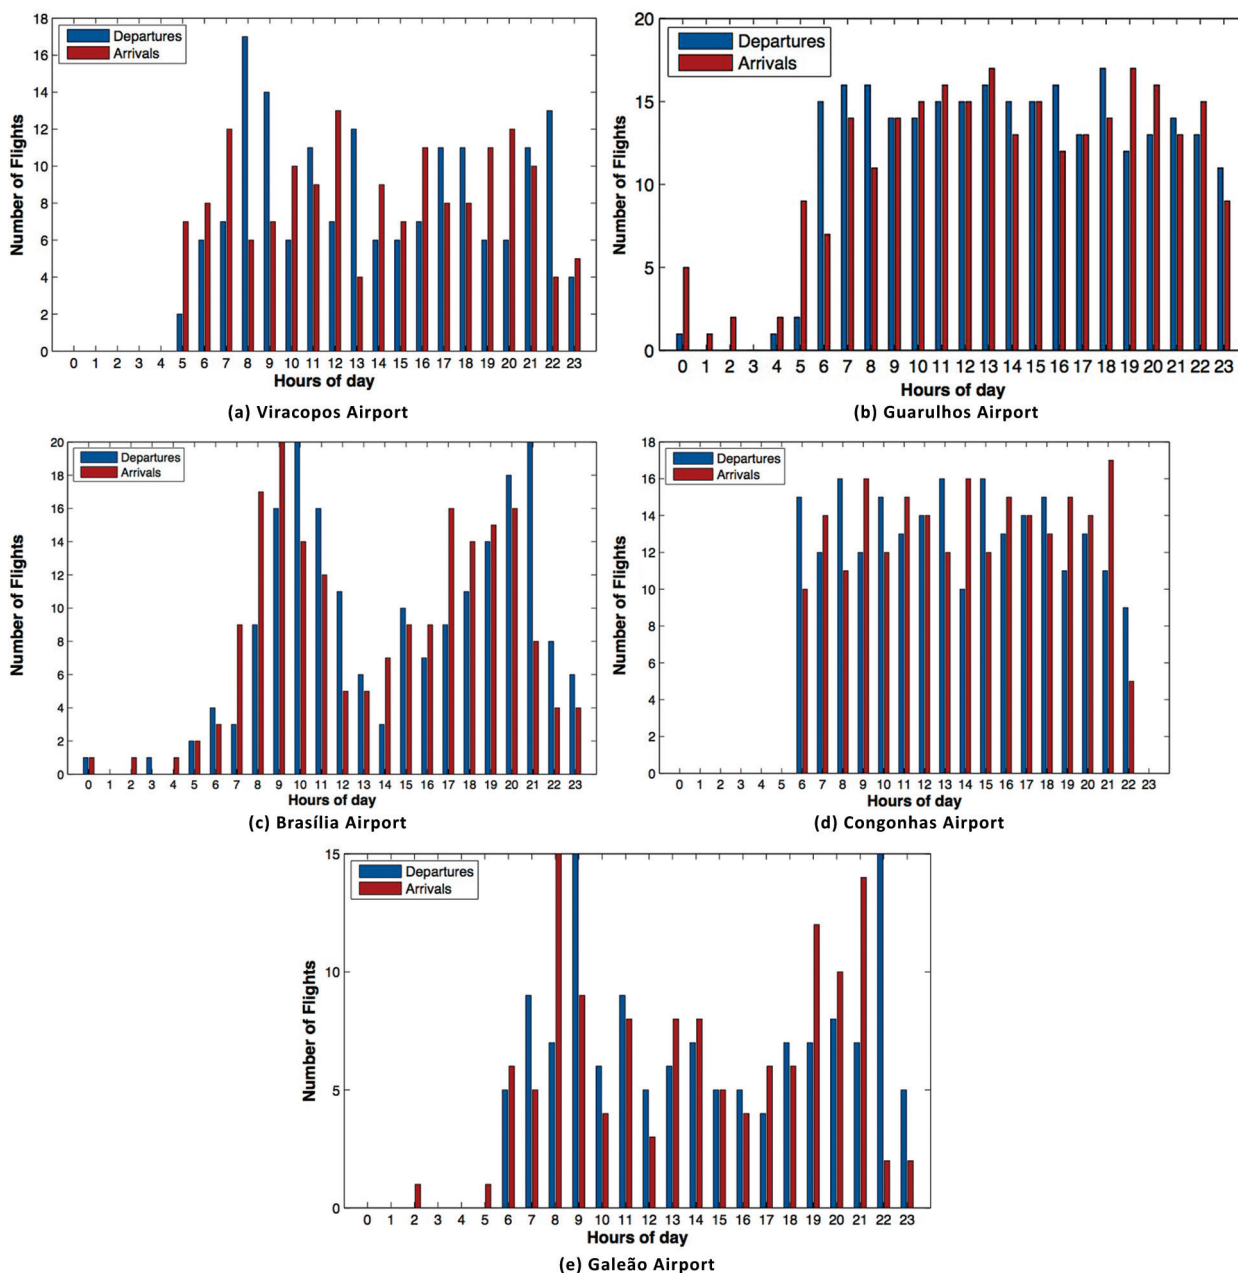 18
16
14
12
10
8
6
4
2
0
Number of Flights
Departures
Arrivals
0 1 2 3 4 5 6 7 8 9 10 11 12 13 14 15 16 17 18 19 20 21 22 23
Hours of day
(a) Viracopos Airport
20
15
10
5
0
Number of Flights
Departures
Arrivals
0 1 2 3 4 5 6 7 8 9 10 11 12 13 14 15 16 17 18 19 20 21 22 23
Hours of day
(b) Guarulhos Airport
20
18
16
14
12
10
8
6
4
2
0
Number of Flights
Departures
Arrivals
0 1 2 3 4 5 6 7 8 9 10 11 12 13 14 15 16 17 18 19 20 21 22 23
Hours of day
(c) Brasília Airport
18
16
14
12
10
8
6
4
2
0
Number of Flights
Departures
Arrivals
0 1 2 3 4 5 6 7 8 9 10 11 12 13 14 15 16 17 18 19 20 21 22 23
Hours of day
(d) Congonhas Airport
15
10
5
0
Number of Flights
Departures
Arrivals
0 1 2 3 4 5 6 7 8 9 10 11 12 13 14 15 16 17 18 19 20 21 22 23
Hours of day
(e) Galeão Airport